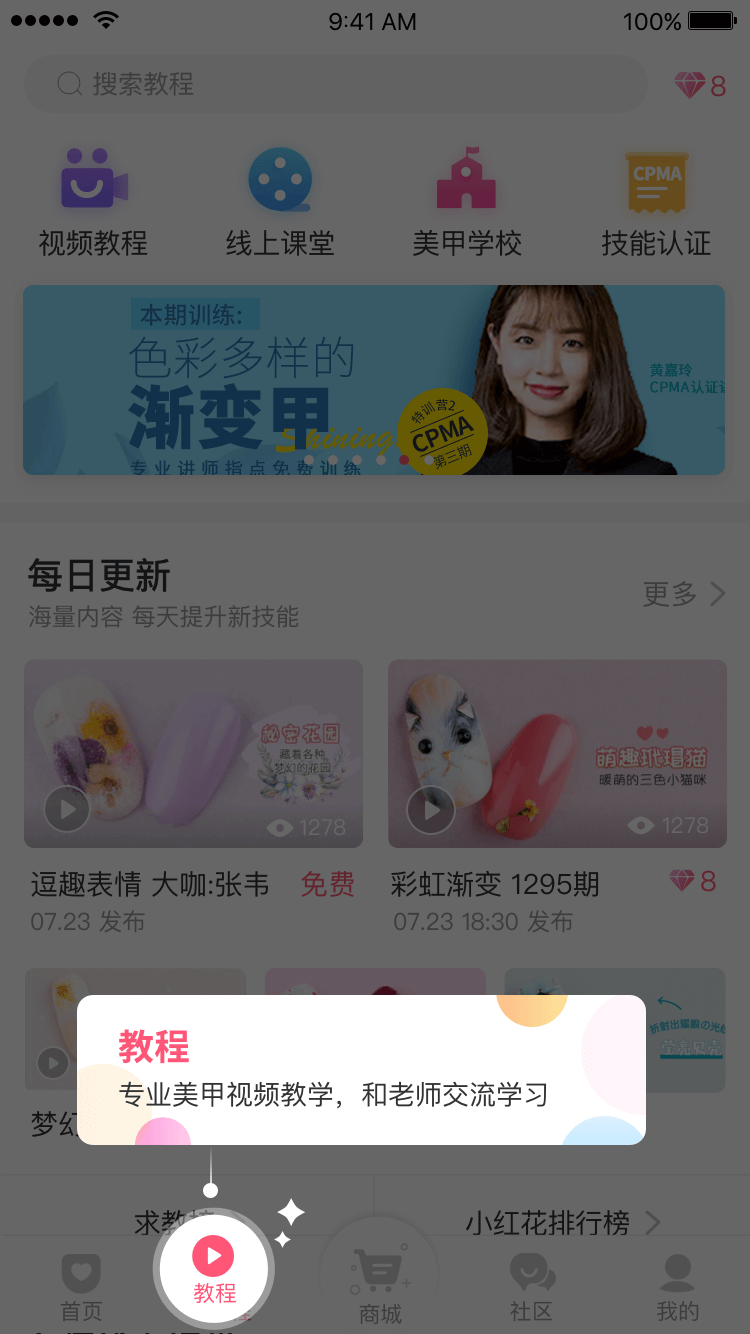 9:41 AM 100%
搜索教程 8
CPMA
视频教程 线上课堂 美甲学校 技能认证
本期训练:
色彩多样的
渐变甲
Shining
专业讲师指点免费训练
特训营2
CPMA
第三期
黄嘉玲
CPMA认证讲
每日更新
海量内容 每天提升新技能
更多
秘密花园
藏着各种
梦幻的花园
1278
萌趣玳瑁猫
暖萌的三色小猫咪
1278
逗趣表情 大咖:张韦 免费
07.23 发布
彩虹渐变 1295期 8
07.23 18:30 发布
折射出耀眼の光
教程
专业美甲视频教学，和老师交流学习
梦幻
求教程
小红花排行榜
首页 教程 商城 社区 我的